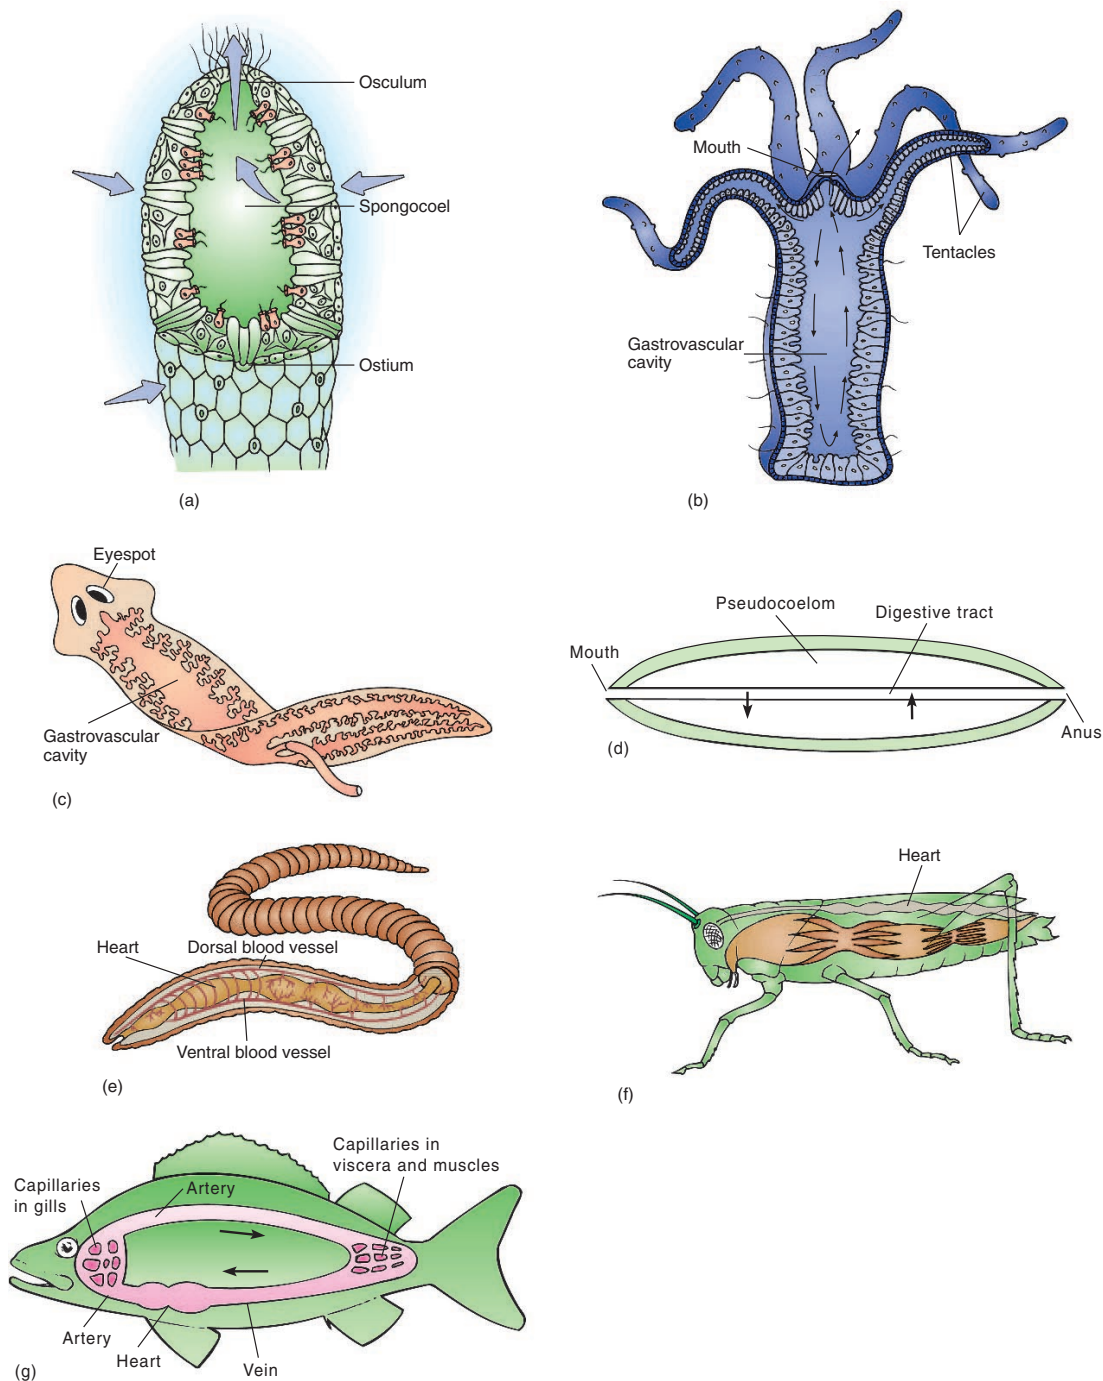 Osculum
Spongocoel
Ostium
(a)
Mouth
Tentacles
Gastrovascular
cavity
(b)
Eyespot
Gastrovascular
cavity
(c)
Pseudocoelom
Digestive tract
Mouth
Anus
(d)
Heart
Dorsal blood vessel
Ventral blood vessel
(e)
Heart
(f)
Capillaries in
viscera and muscles
Capillaries
in gills
Artery
Artery
Heart
Vein
(g)